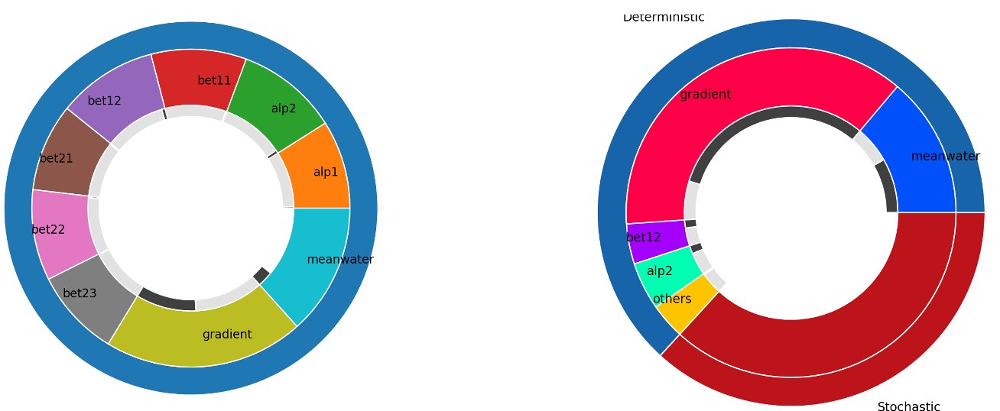 bet11
bet12
alp2
bet21
alp1
bet22
meanwater
bet23
gradient
Deterministic
gradient
meanwater
bet12
alp2
others
Stochastic